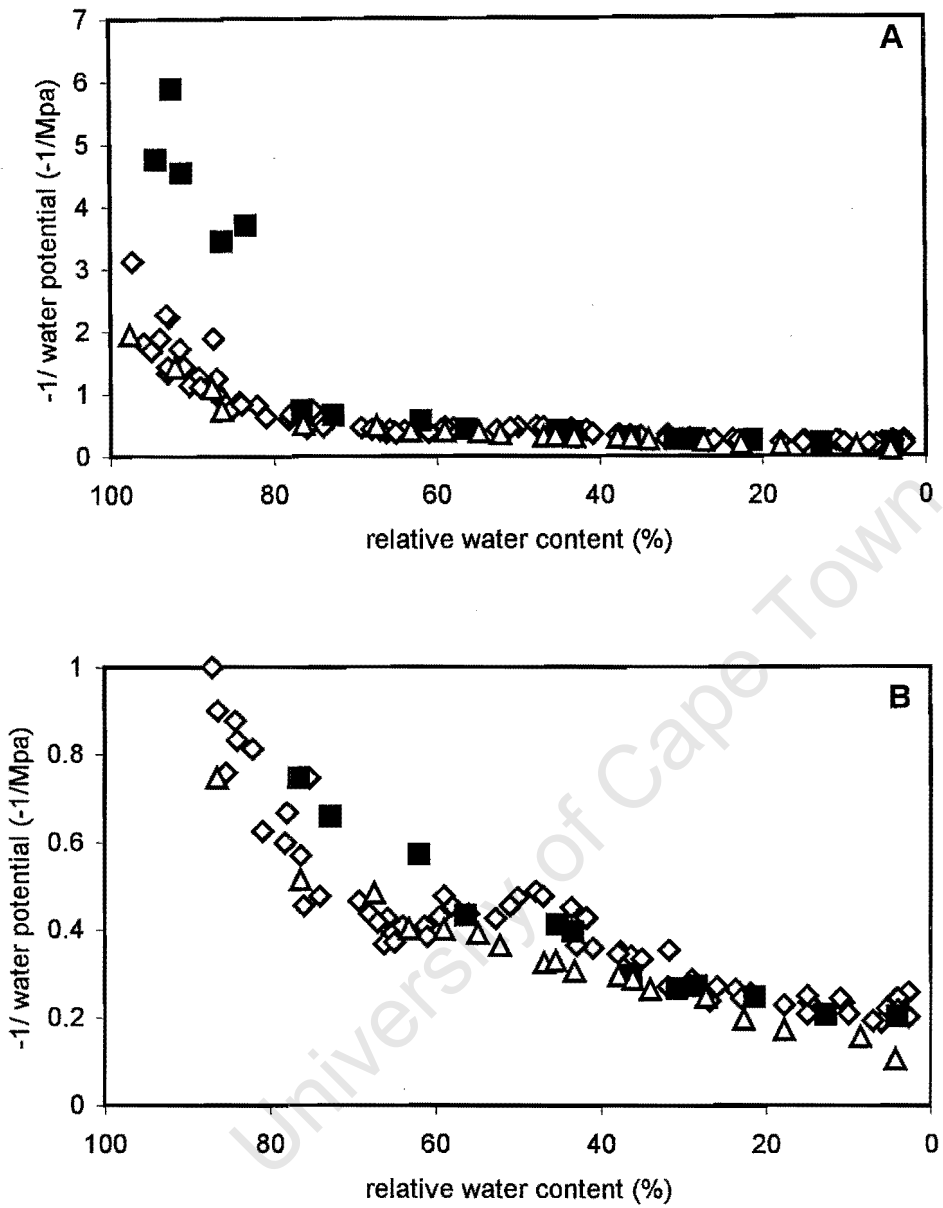 A
7
6
5
4
3
2
1
0
-1/ water potential (-1/Mpa)
100 80 60 40 20 0
relative water content (%)
B
1
0.8
0.6
0.4
0.2
0
-1/ water potential (-1/Mpa)
100 80 60 40 20 0
relative water content (%)
University of Cape Town